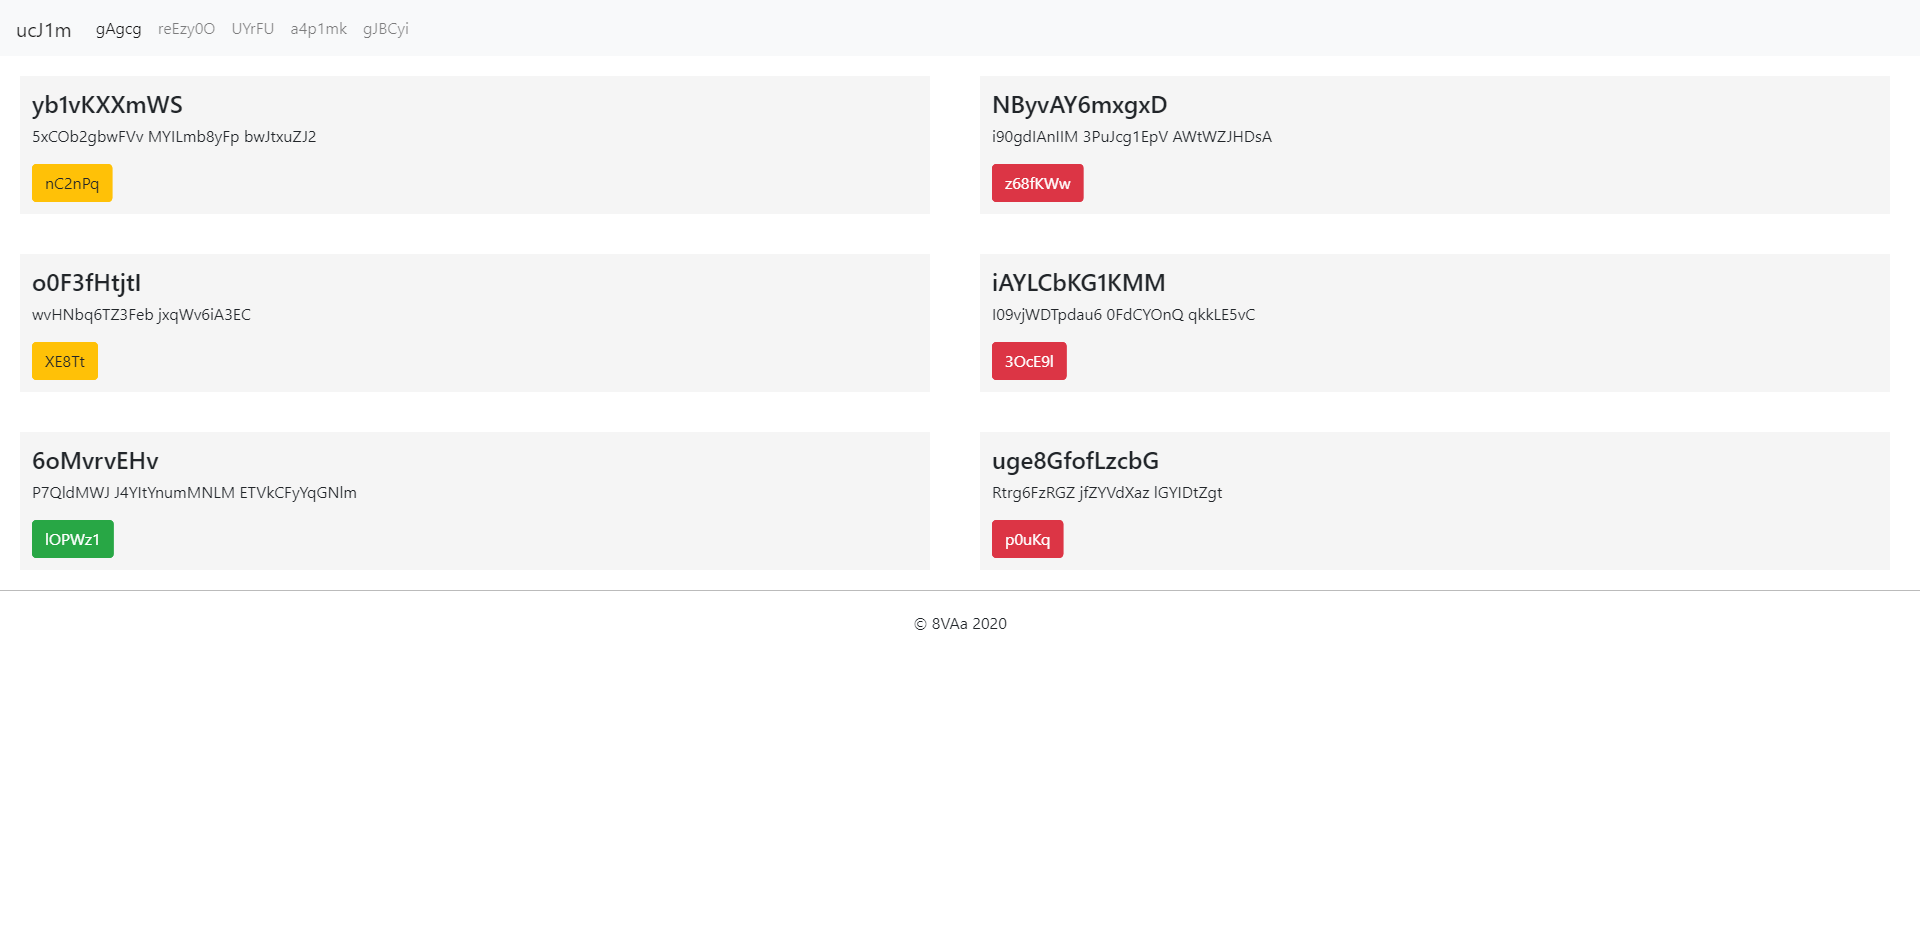 ucJ1m gAgcg reEzy0O UYrFU a4p1mk gJBCyi
yb1vKXXmWS
5xCOb2gbwFVv MYILmb8yFp bwJtxuZJ2
nC2nPq
NByvAY6mxgxD
i90gdIAnIIM 3PuJcg1EpV AWtWZJHDsA
z68fKWw
o0F3fHtjtI
wvHNbq6TZ3Feb jxqWv6iA3EC
XE8Tt
iAYLCbKG1KMM
I09vjWDTpdau6 0FdCYOnQ qkkLE5vC
3OcE9l
6oMvrvEHv
P7QldMWJ J4YItYnumMNLM ETVkCFyYqGNlm
lOPWz1
uge8GfofLzcbG
Rtrg6FzRGZ jfZYVdXaz lGYIDtZgt
p0uKq
© 8VAa 2020